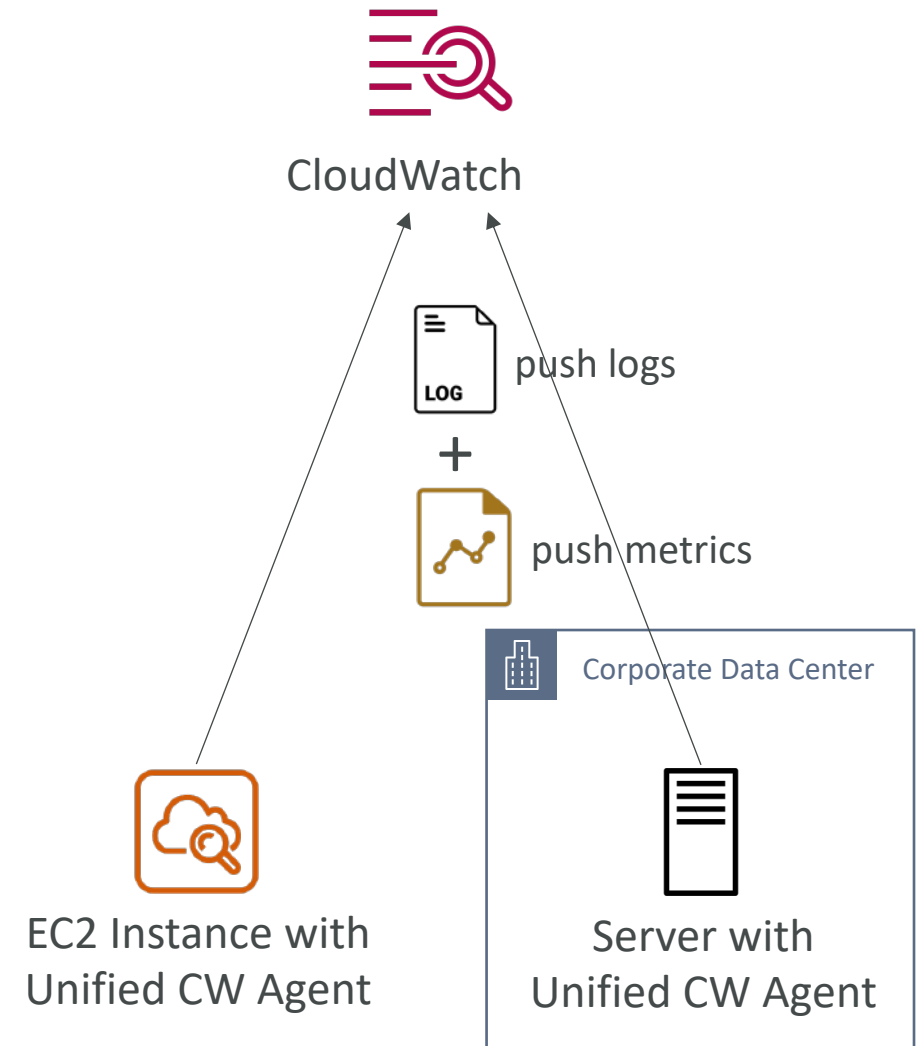 CloudWatch
LOG
push logs
+
push metrics
Corporate Data Center
EC2 Instance with
Unified CW Agent
Server with
Unified CW Agent